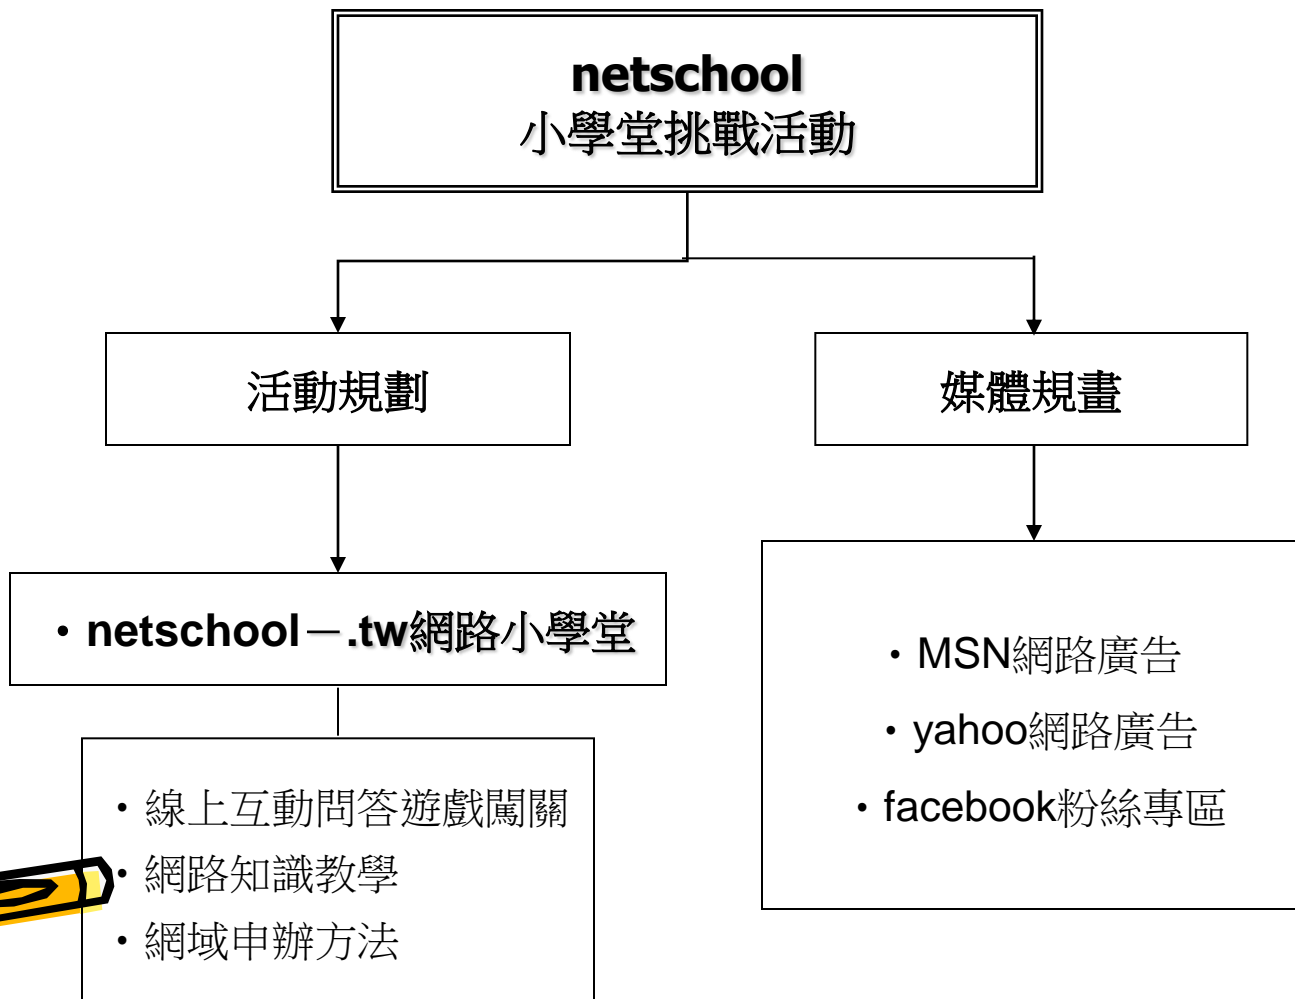 netschool
小學堂挑戰活動
活動規劃
媒體規畫
・netschool－.tw網路小學堂
・MSN網路廣告
・yahoo網路廣告
・facebook粉絲專區
・線上互動問答遊戲闖關
・網路知識教學
・網域申辦方法